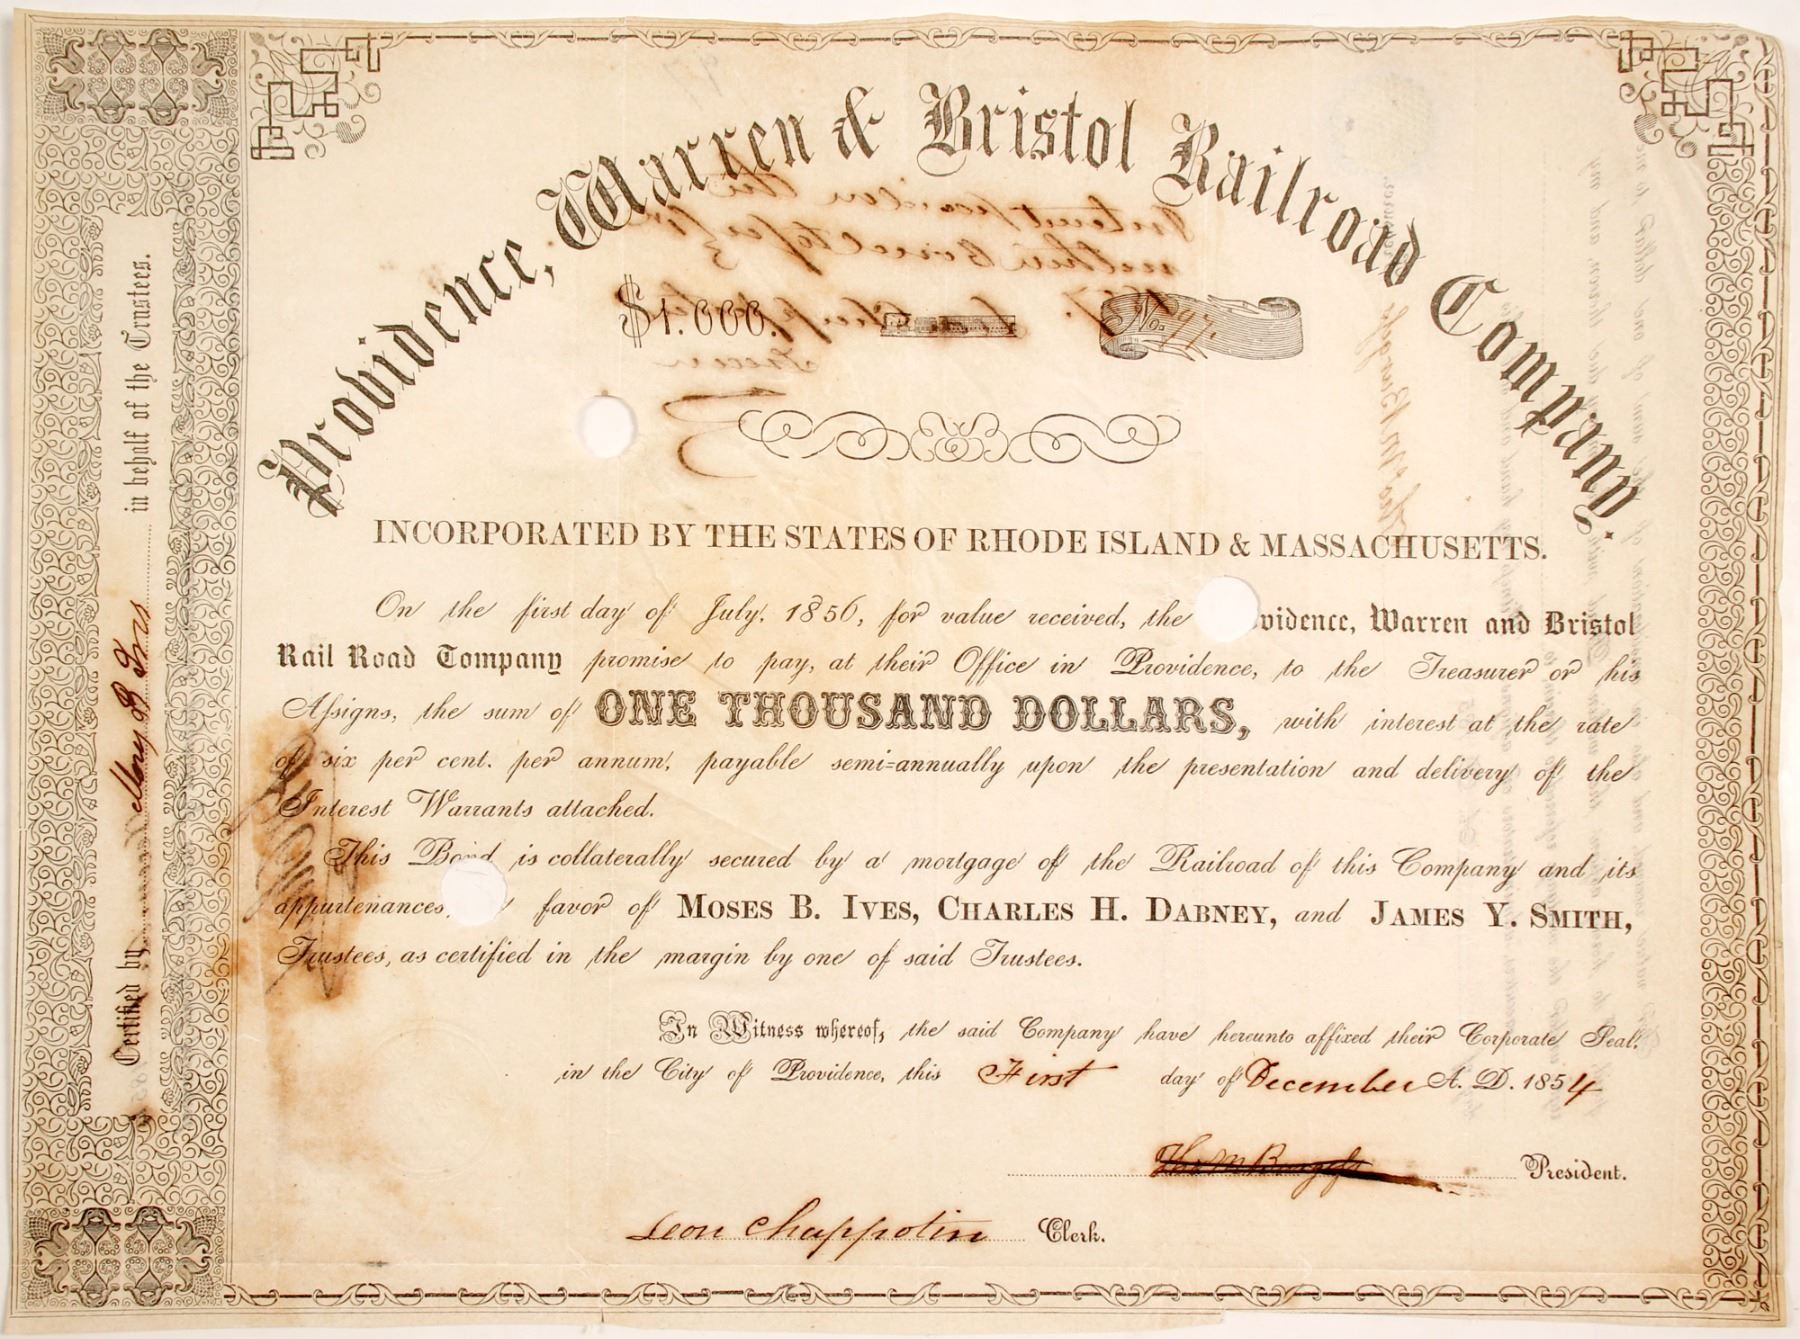 Providence, Warren & Bristol Railroad Company.
$1.000. No. 97.
INCORPORATED BY THE STATES OF RHODE ISLAND & MASSACHUSETTS.
On the first day of July, 1856, for value received, the vidence, Warren and Bristol
Rail Road Company promise to pay, at their Office in Providence, to the Treasurer or his
Assigns, the sum of ONE THOUSAND DOLLARS, with interest at the rate
of six per cent. per annum, payable semi=annually upon the presentation and delivery of the
Interest Warrants attached.
This Bond is collaterally secured by a mortgage of the Railroad of this Company and its
appurtenances, favor of MOSES B. IVES, CHARLES H. DABNEY, and JAMES Y. SMITH,
Trustees, as certified in the margin by one of said Trustees.
In Witness whereof, the said Company have hereunto affixed their Corporate Seal,
in the City of Providence, this First day of December A. D. 1854
President.
Leon Chappotin Clerk.
Certified by in behalf of the Trustees.